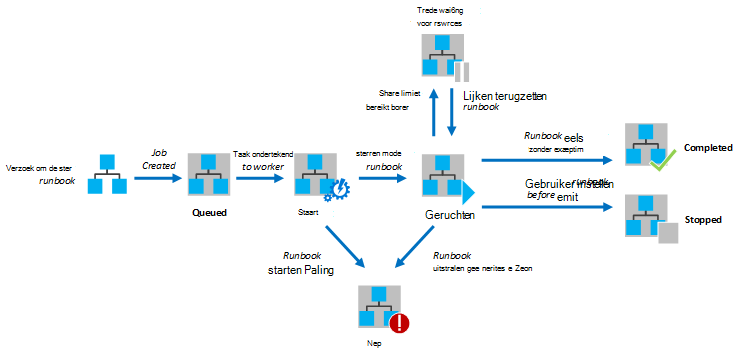 Trede wai6ng
voor rswrces
Share limiet
bereikt borer
Lijken terugzetten
runbook
Verzoek om de ster
runbook
Job
Created
Queued
Taak ondertekend
to worker
Staart
sterren mode
runbook
Geruchten
Runbook eels
zonder exæptim
Completed
Gebruiker instellen
runbook
before emit
Stopped
Runbook
starten Paling
Runbook
uitstralen gee nerites e Zeon
Nep